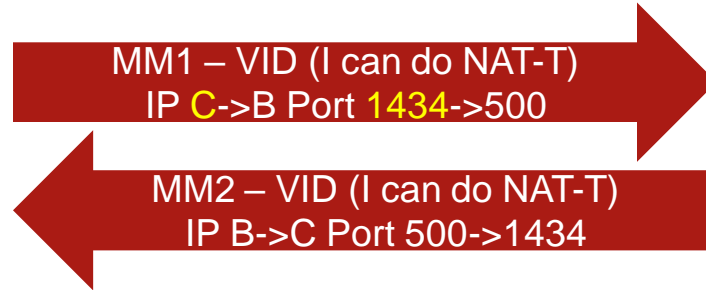 MM1 – VID (I can do NAT-T)
IP C->B Port 1434->500
MM2 – VID (I can do NAT-T)
IP B->C Port 500->1434